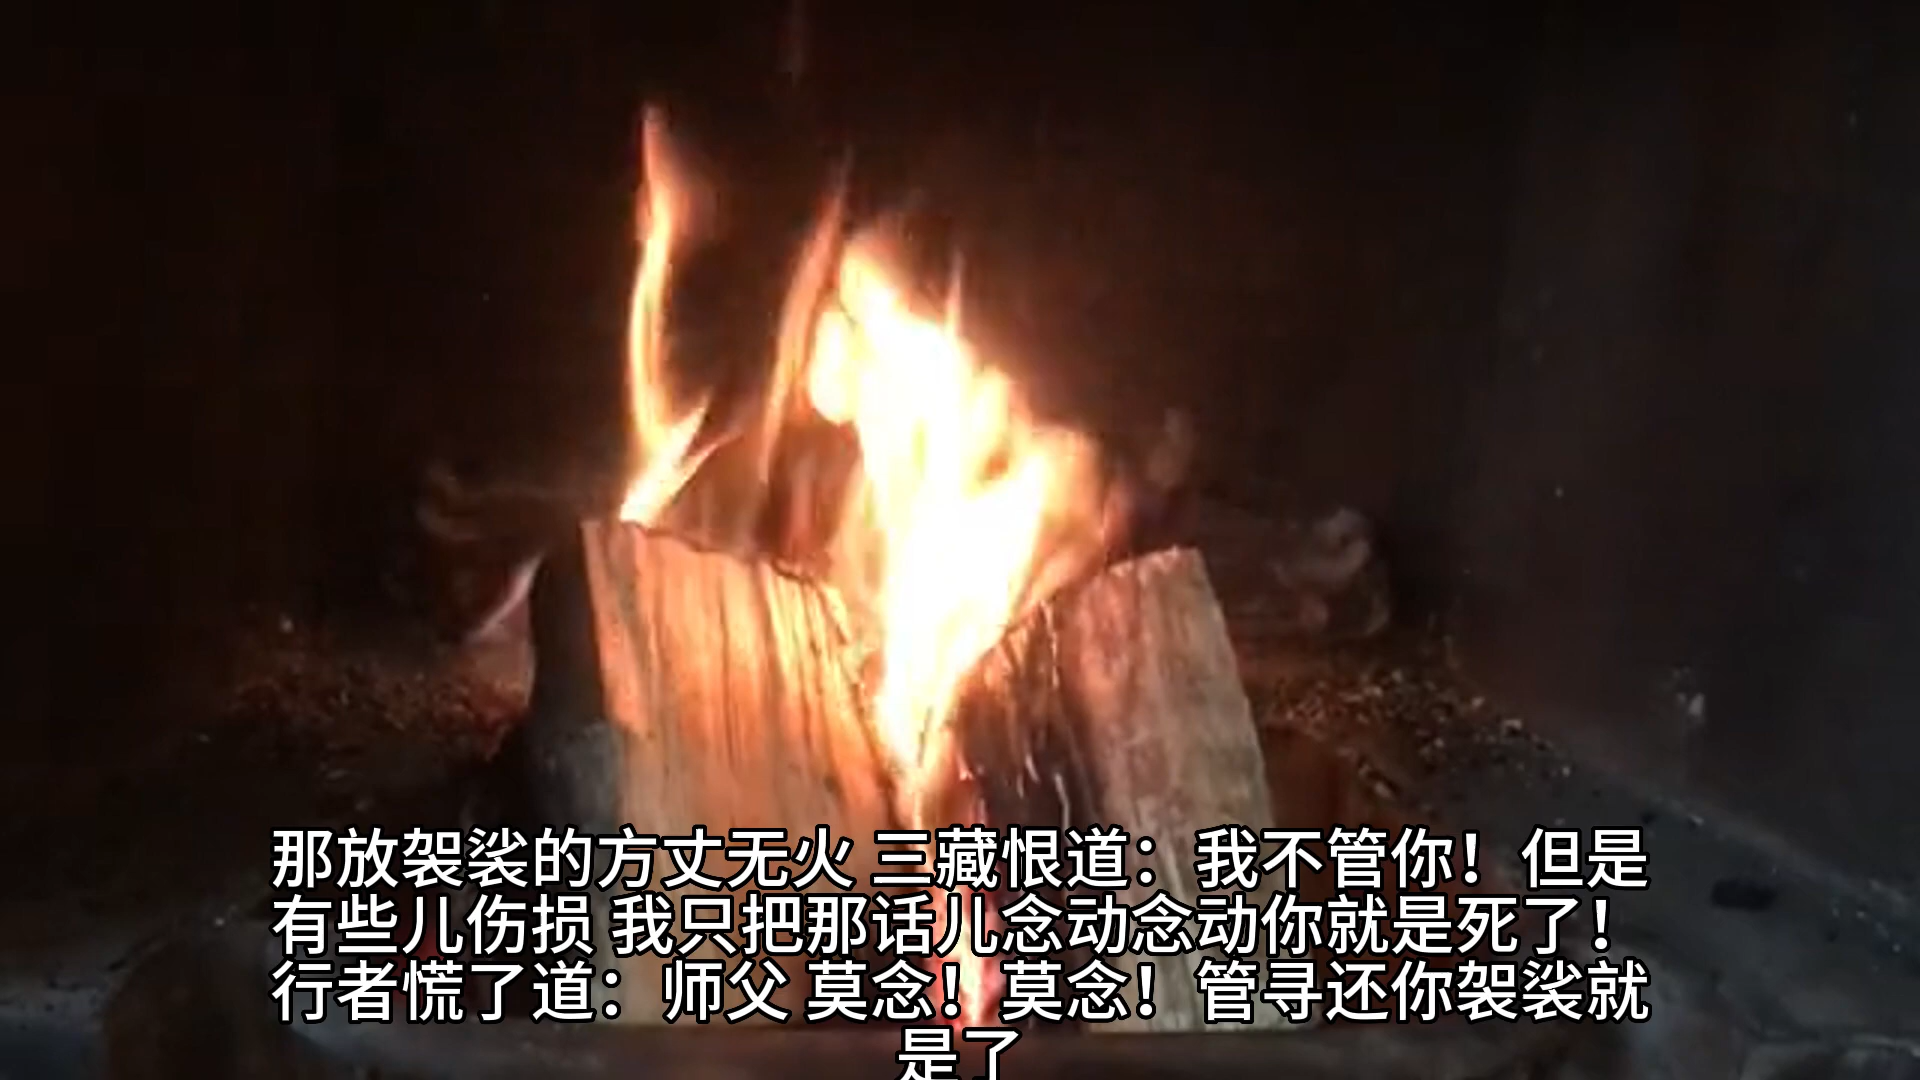 那放袈裟的方丈无火 三藏恨道：我不管你！但是
有些儿伤损 我只把那话儿念动念动你就是死了！
行者慌了道：师父 莫念！莫念！管寻还你袈裟就
是了